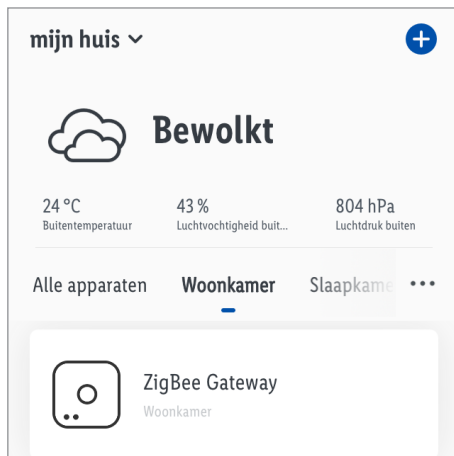 mijn huis
Bewolkt
24 °C 43 % 804 hPa
Buitentemperatuur Luchtvochtigheid buit... Luchtdruk buiten
Alle apparaten Woonkamer Slaapkame
ZigBee Gateway
Woonkamer